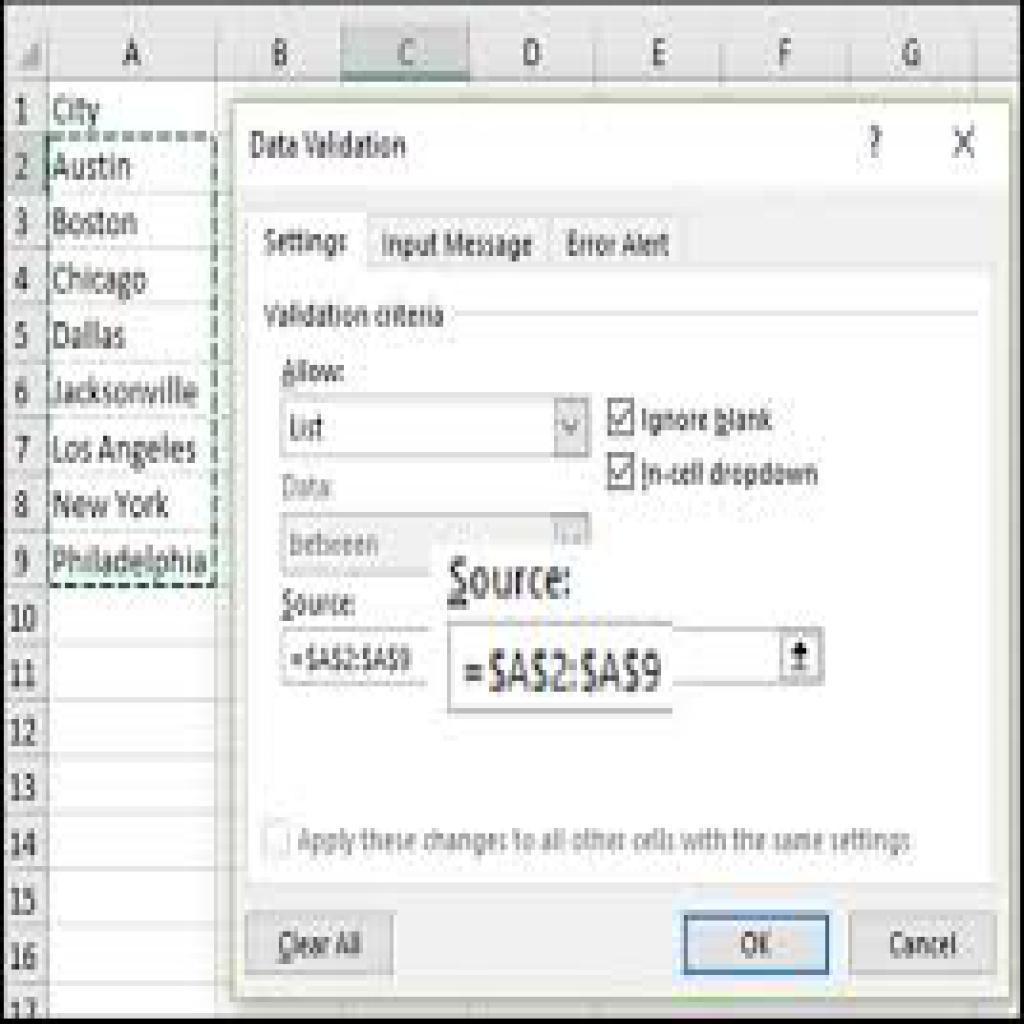 A B C D E F G
1 City
2 Austin
3 Boston
4 Chicago
5 Dallas
6 Jacksonville
7 Los Angeles
8 New York
9 Philadelphia
10
11
12
13
14
15
16
17
Data Validation ? X
Settings Input Message Error Alert
Validation criteria
Allow:
List
Ignore blank
In-cell dropdown
Data:
between
Source:
=$A$2:$A$9
Source:
=$A$2:$A$9
Apply these changes to all other cells with the same settings
Clear All OK Cancel